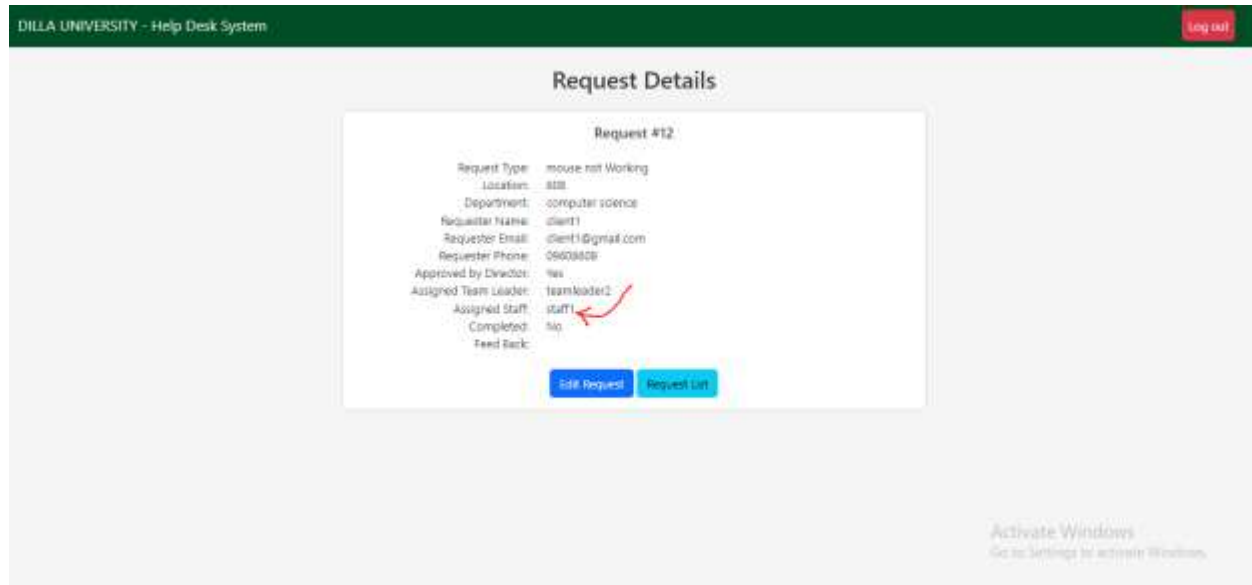 DILLA UNIVERSITY - Help Desk System
Log out
Request Details
Request #12
Request Type: mouse not Working
Location:
Department: computer science
Requester Name: client1
Requester Email: client1@gmail.com
Requester Phone:
Approved by Director: Yes
Assigned Team Leader: teamleader2
Assigned Staff: staff1
Completed: No
Feed Back:
Edit Request Request List
Activate Windows
Go to Settings to activate Windows.